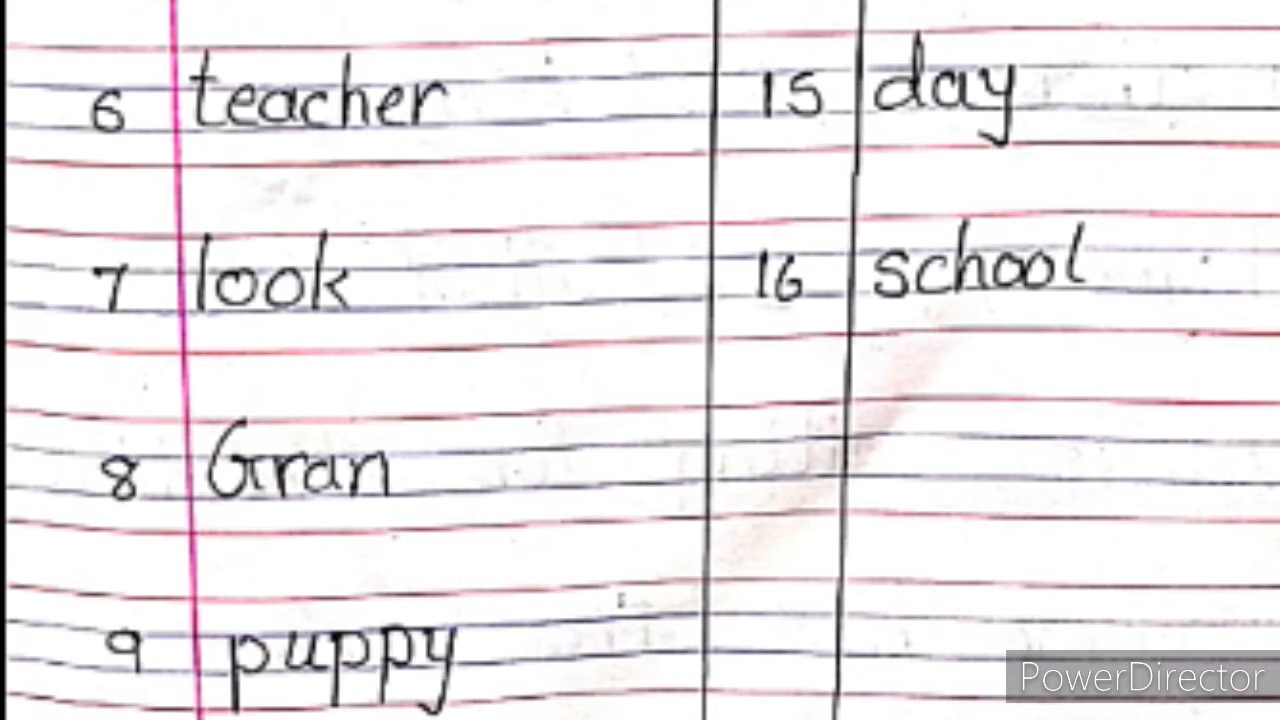 6 teacher
7 look
8 Gran
9 puppy
15 day
16 school
PowerDirector